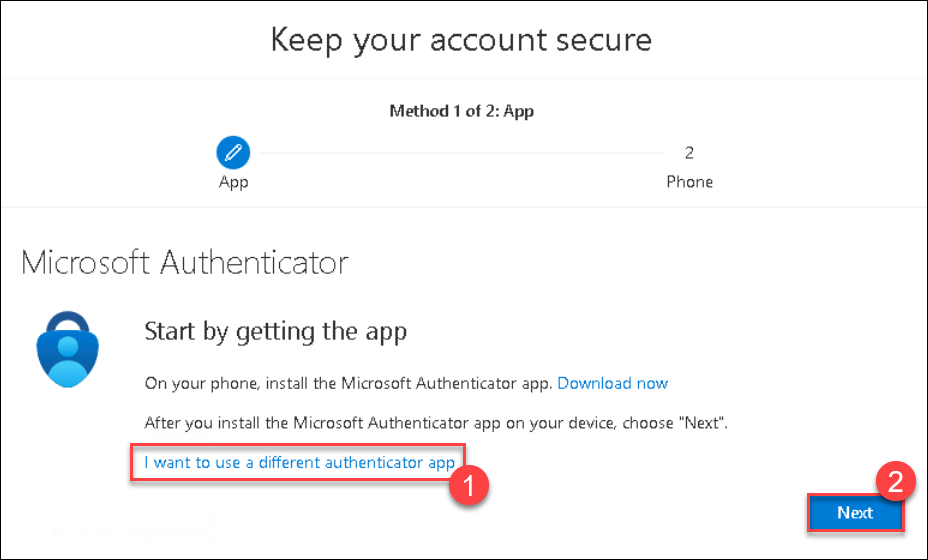 Keep your account secure
Method 1 of 2: App
2
App
Phone
Microsoft Authenticator
Start by getting the app
On your phone, install the Microsoft Authenticator app. Download now
After you install the Microsoft Authenticator app on your device, choose "Next".
I want to use a different authenticator app
1
2
Next